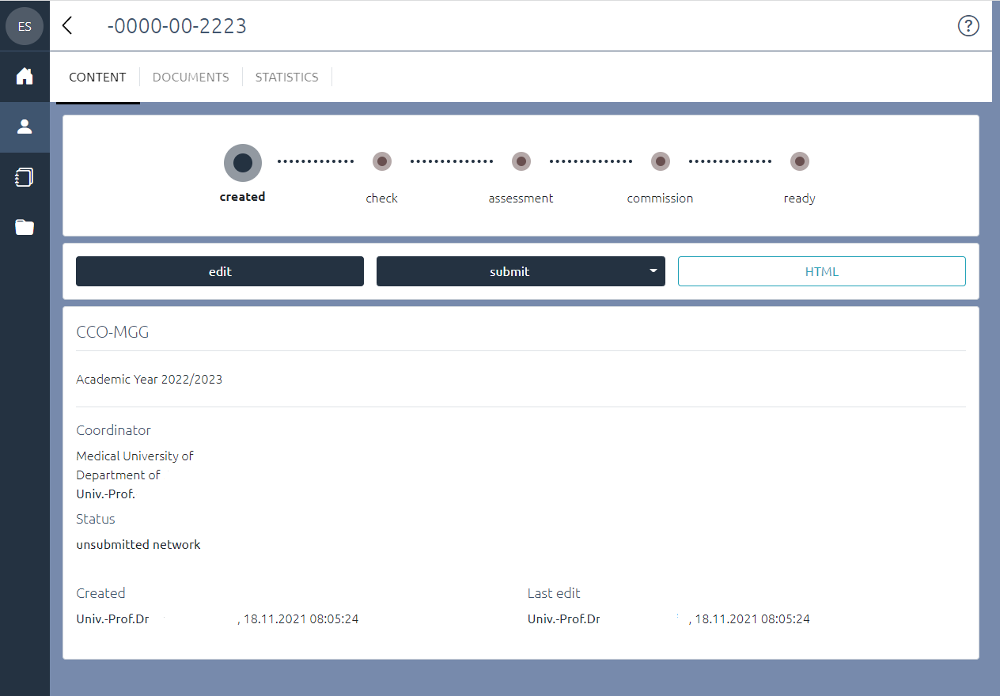 ES
-0000-00-2223
?
CONTENT DOCUMENTS STATISTICS
created check assessment commission ready
edit submit HTML
CCO-MGG
Academic Year 2022/2023
Coordinator
Medical University of
Department of
Univ.-Prof.
Status
unsubmitted network
Created Last edit
Univ.-Prof.Dr , 18.11.2021 08:05:24 Univ.-Prof.Dr , 18.11.2021 08:05:24